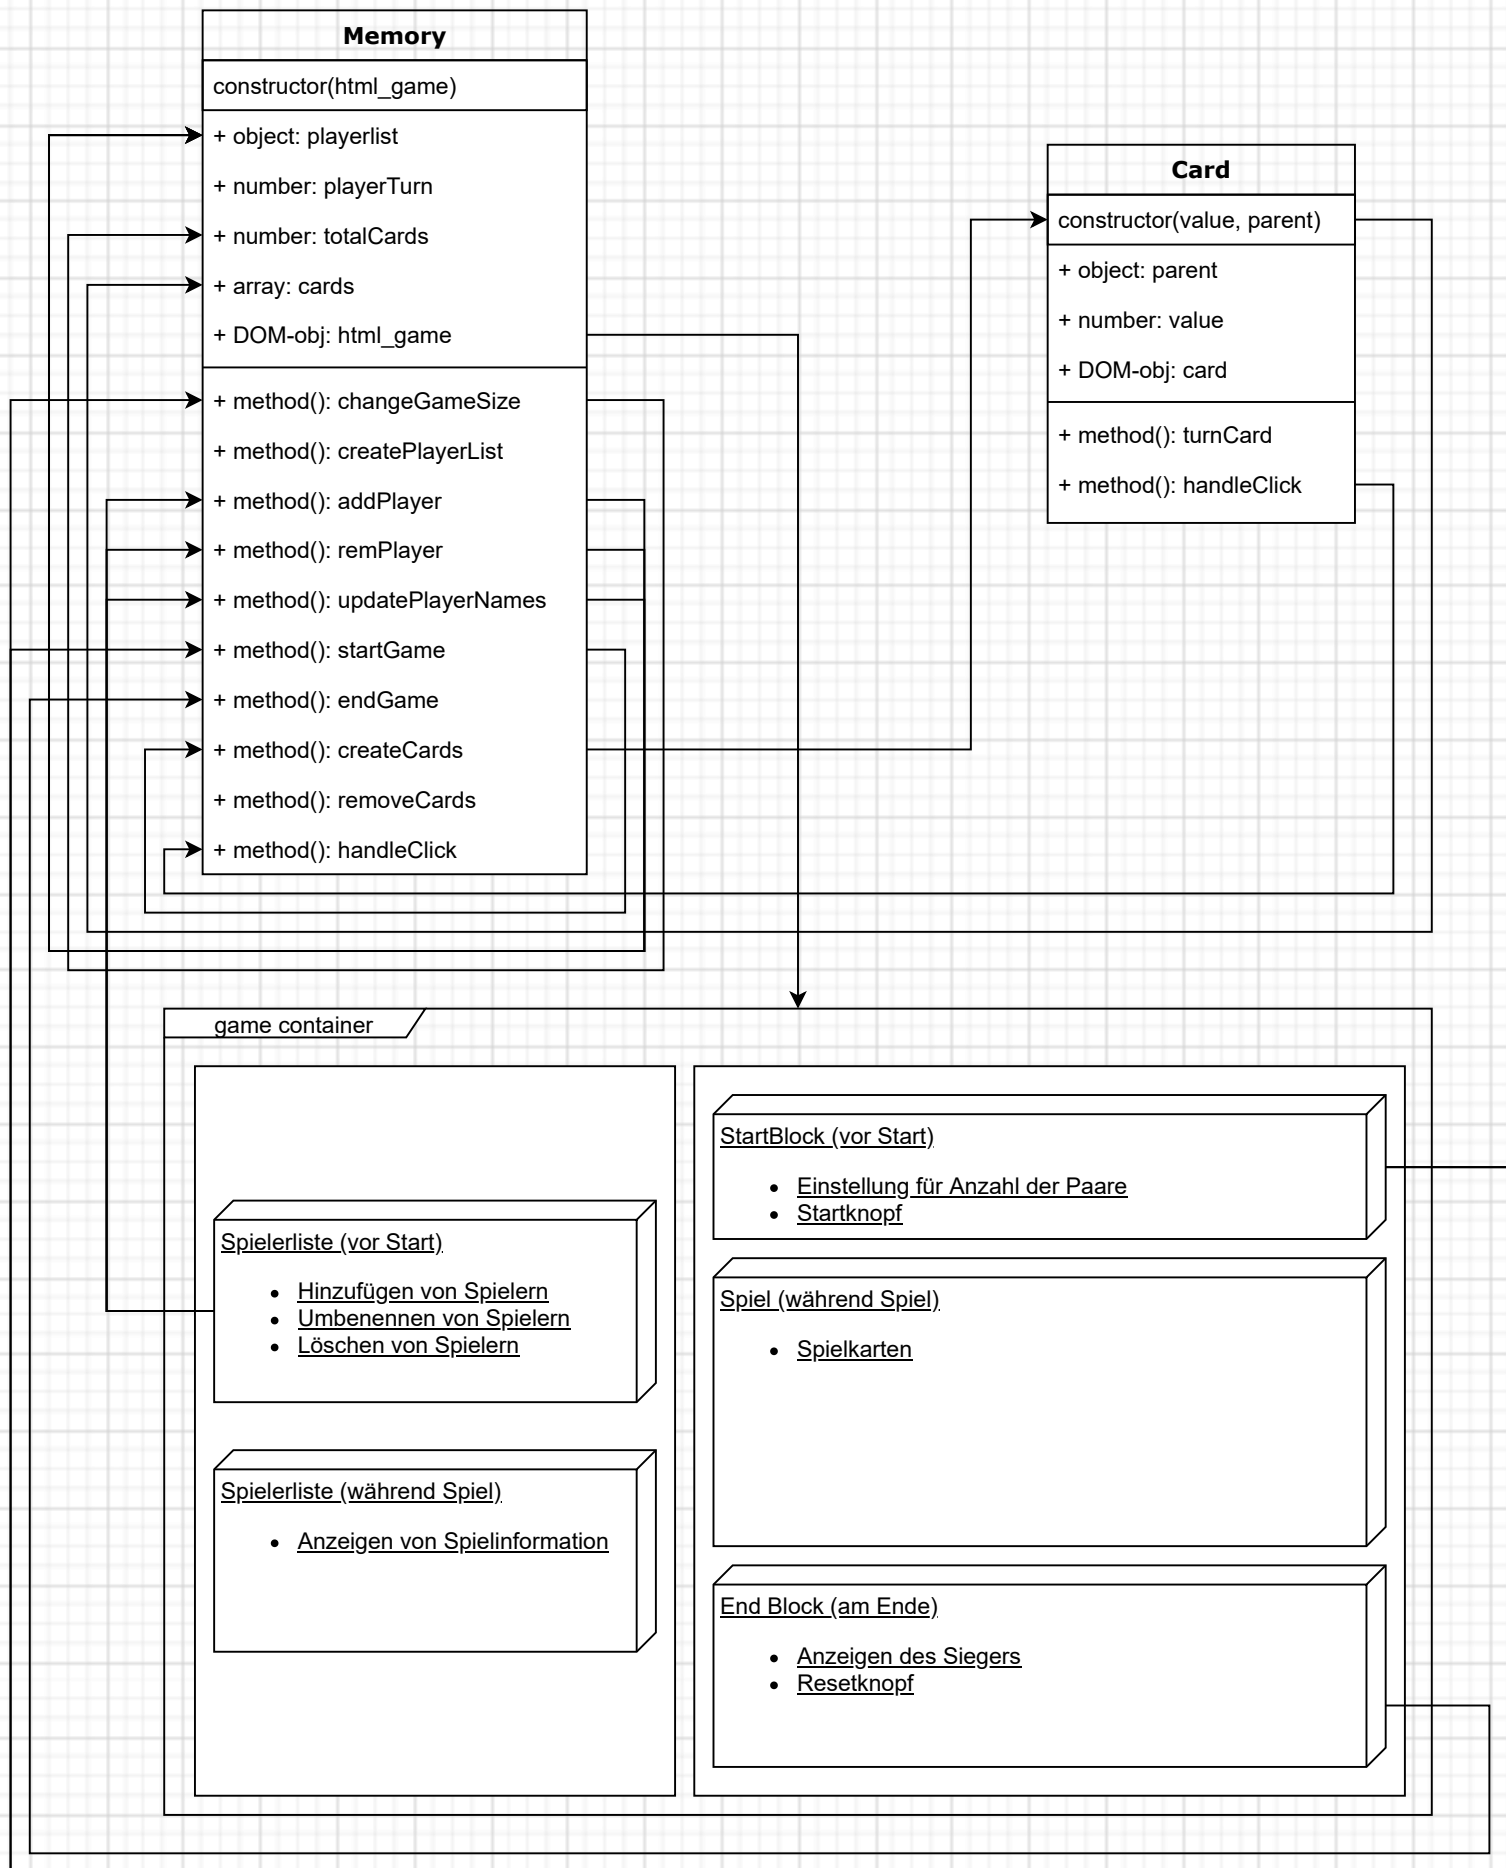 Memory
constructor(html_game)
+ object: playerlist
+ number: playerTurn
+ number: totalCards
+ array: cards
+ DOM-obj: html_game
+ method(): changeGameSize
+ method(): createPlayerList
+ method(): addPlayer
+ method(): remPlayer
+ method(): updatePlayerNames
+ method(): startGame
+ method(): endGame
+ method(): createCards
+ method(): removeCards
+ method(): handleClick
Card
constructor(value, parent)
+ object: parent
+ number: value
+ DOM-obj: card
+ method(): turnCard
+ method(): handleClick
game container
Spielerliste (vor Start)
• Hinzufügen von Spielern
• Umbenennen von Spielern
• Löschen von Spielern
Spielerliste (während Spiel)
• Anzeigen von Spielinformation
StartBlock (vor Start)
• Einstellung für Anzahl der Paare
• Startknopf
Spiel (während Spiel)
• Spielkarten
End Block (am Ende)
• Anzeigen des Siegers
• Resetknopf